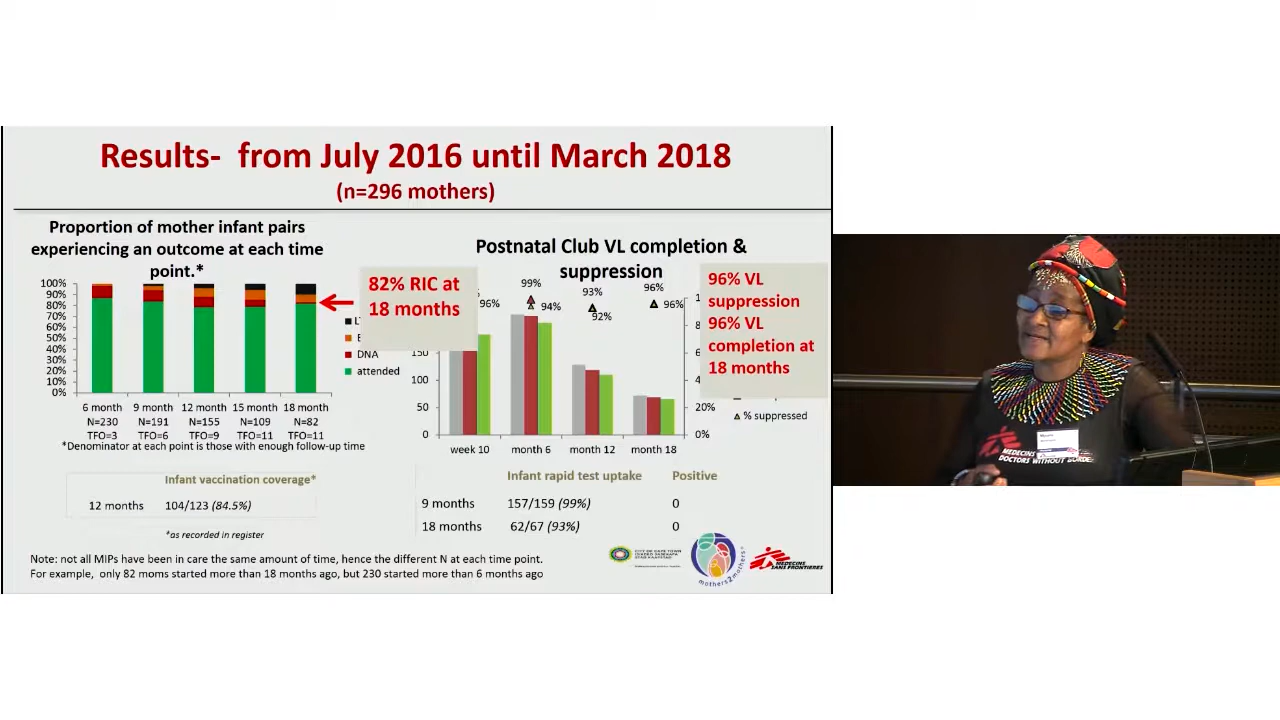 Results- from July 2016 until March 2018
(n=296 mothers)
Proportion of mother infant pairs
experiencing an outcome at each time
point.*
100%
90%
80%
70%
60%
50%
40%
30%
20%
10%
0%
6 month
N=230
TFO=3
9 month
N=191
TFO=6
12 month
N=155
TFO=9
15 month
N=109
TFO=11
18 month
N=82
TFO=11
DNA
attended
*Denominator at each point is those with enough follow-up time
82% RIC at
18 months
Postnatal Club VL completion &
suppression
96%
99%
94%
93%
92%
96%
96%
150
100
50
0
20%
0%
week 10
month 6
month 12
month 18
% suppressed
96% VL
suppression
96% VL
completion at
18 months
Infant vaccination coverage*
12 months 104/123 (84.5%)
*as recorded in register
Infant rapid test uptake Positive
9 months 157/159 (99%) 0
18 months 62/67 (93%) 0
Note: not all MIPs have been in care the same amount of time, hence the different N at each time point.
For example, only 82 moms started more than 18 months ago, but 230 started more than 6 months ago
CITY OF CAPE TOWN
mothers2mothers
MEDECINS
SANS FRONTIERES
MEDECINS
DOCTORS WITHOUT BORDE